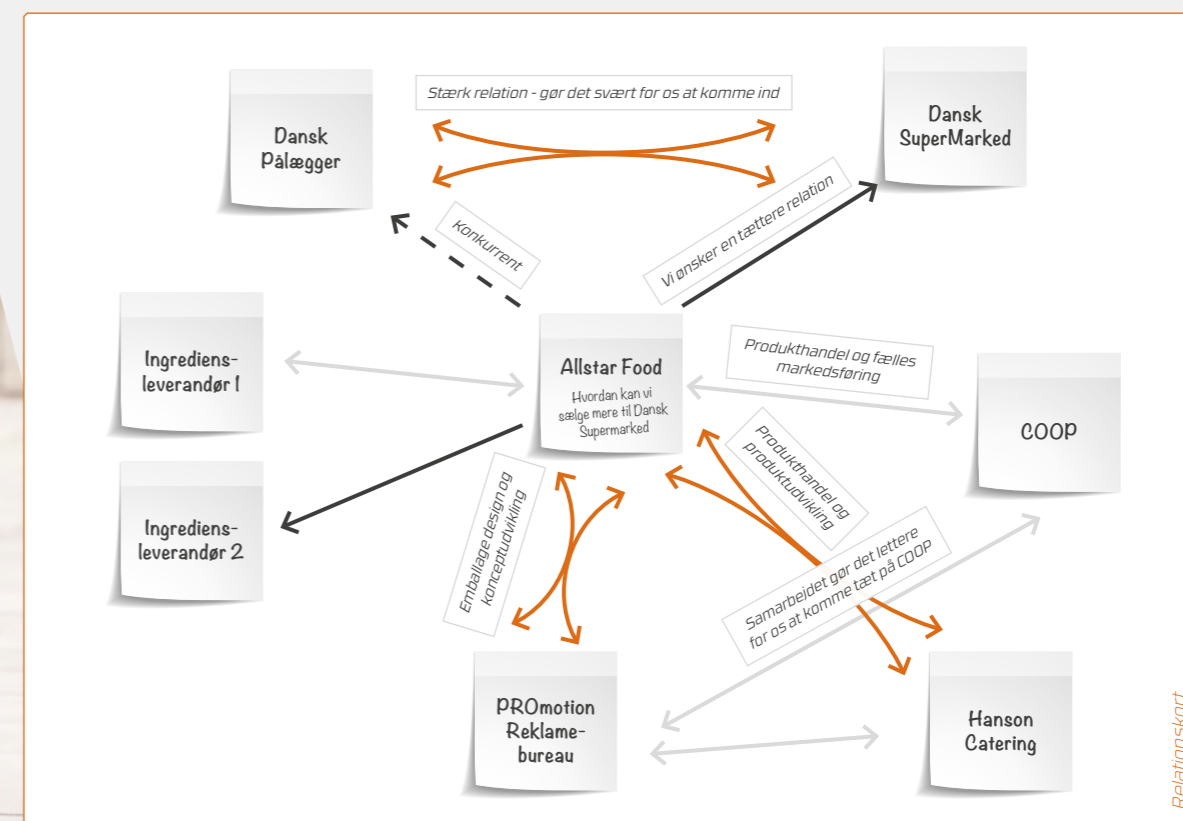 Stærk relation - gør det svært for os at komme ind
Dansk
Pålægger
Dansk
SuperMarked
Konkurrent
Vi ønsker en tættere relation
Ingrediens-
leverandør 1
Allstar Food
Hvordan kan vi
sælge mere til Dansk
Supermarked
Produkthandel og fælles
markedsføring
COOP
Ingrediens-
leverandør 2
Emballage design og
konceptudvikling
Produkthandel og
produktudvikling
Samarbejdet gør det lettere
for os at komme tæt på COOP
PROmotion
Reklame-
bureau
Hanson
Catering
Relationskort